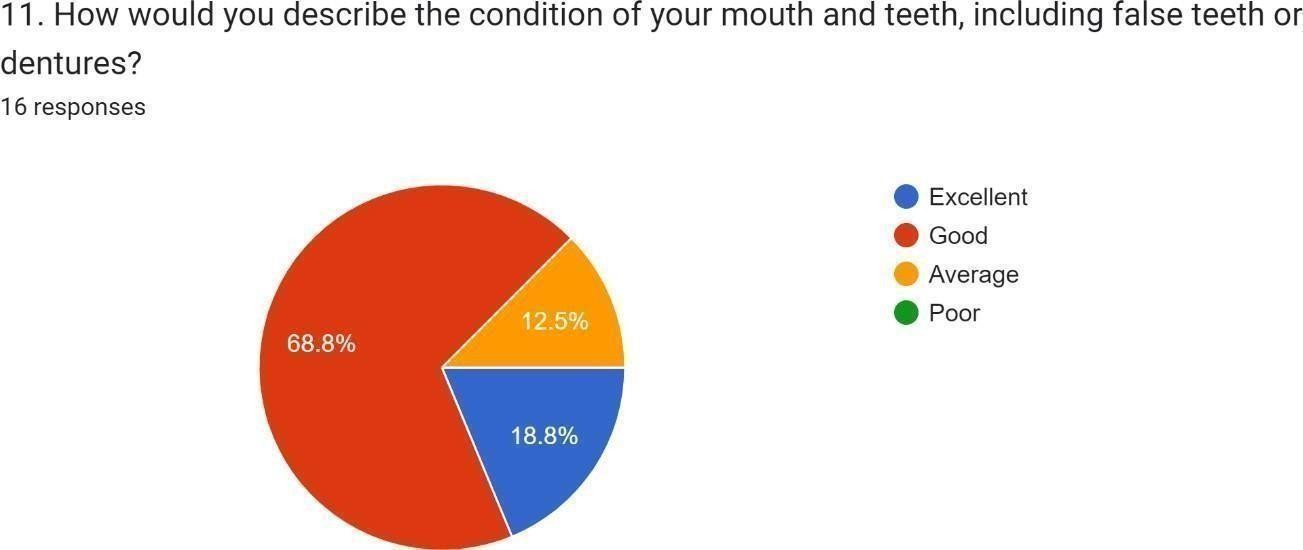 11. How would you describe the condition of your mouth and teeth, including false teeth or
dentures?
16 responses
Excellent
Good
Average
Poor
68.8%
12.5%
18.8%